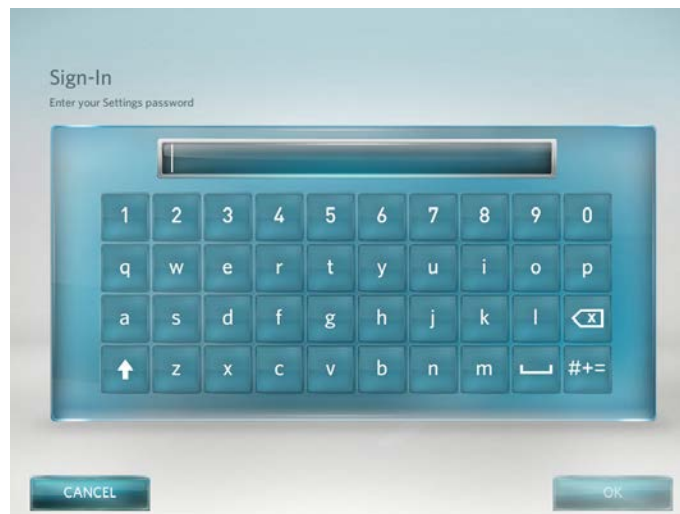 Sign-In
Enter your Settings password
1 2 3 4 5 6 7 8 9 0
q w e r t y u i o p
a s d f g h j k l x
z x c v b n m #+=
CANCEL OK